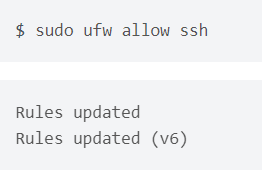 $ sudo ufw allow ssh
Rules updated
Rules updated (v6)